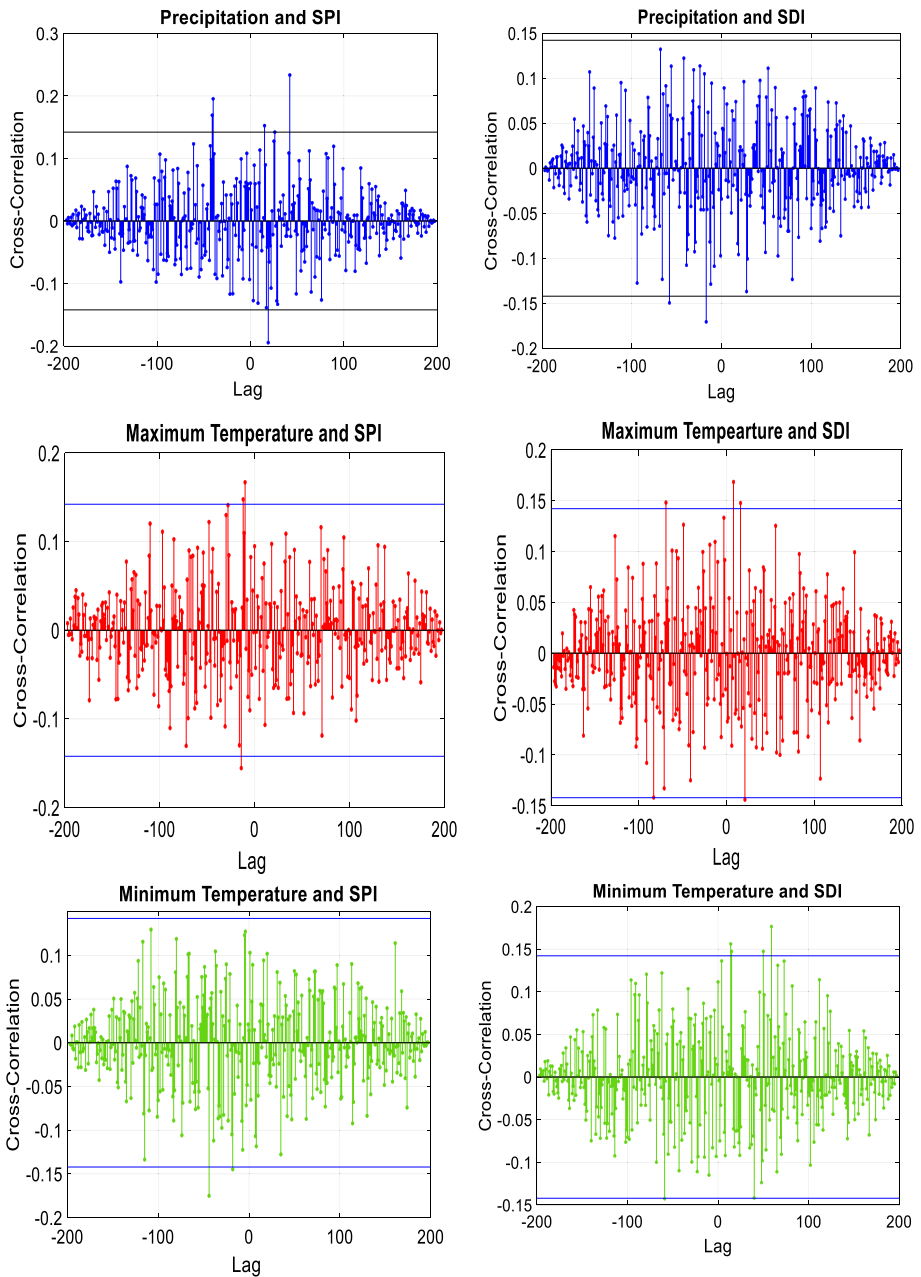 Precipitation and SPI
0.3
0.2
0.1
0
-0.1
-0.2
Cross-Correlation
-200 -100 0 100 200
Lag
Precipitation and SDI
0.15
0.1
0.05
0
-0.05
-0.1
-0.15
-0.2
Cross-Correlation
-200 -100 0 100 200
Lag
Maximum Temperature and SPI
0.2
0.1
0
-0.1
-0.2
Cross-Correlation
-200 -100 0 100 200
Lag
Maximum Tempearture and SDI
0.2
0.15
0.1
0.05
0
-0.05
-0.1
-0.15
Cross-Correlation
-200 -100 0 100 200
Lag
Minimum Temperature and SPI
0.1
0.05
0
-0.05
-0.1
-0.15
-0.2
Cross-Correlation
-200 -100 0 100 200
Lag
Minimum Temperature and SDI
0.2
0.15
0.1
0.05
0
-0.05
-0.1
-0.15
Cross-Correlation
-200 -100 0 100 200
Lag